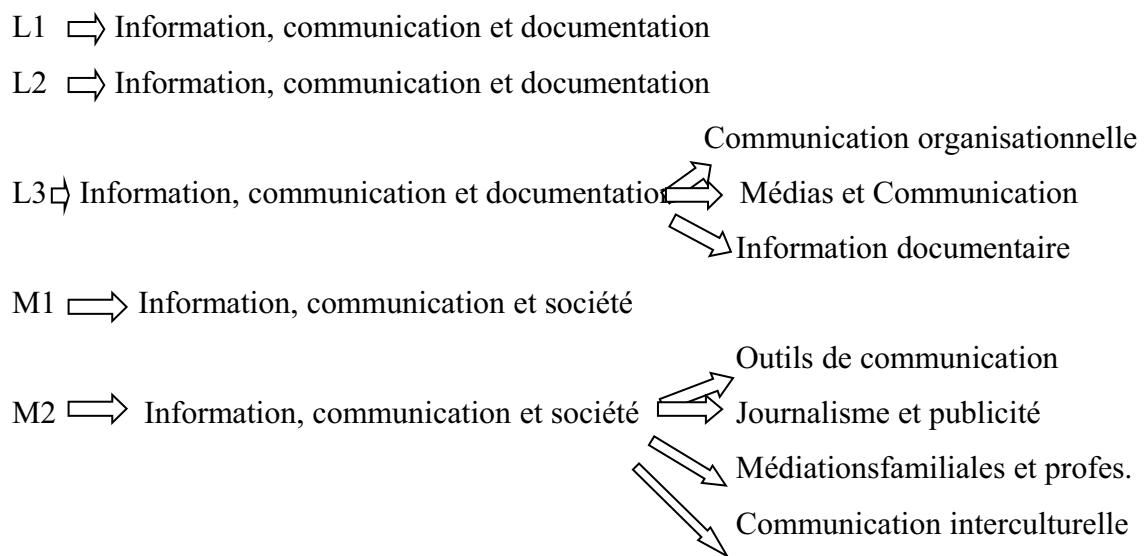 L1 Information, communication et documentation
L2 Information, communication et documentation
Communication organisationnelle
L3 Information, communication et documentation Médias et Communication
Information documentaire
M1 Information, communication et société
Outils de communication
M2 Information, communication et société Journalisme et publicité
Médiationsfamiliales et profes.
Communication interculturelle